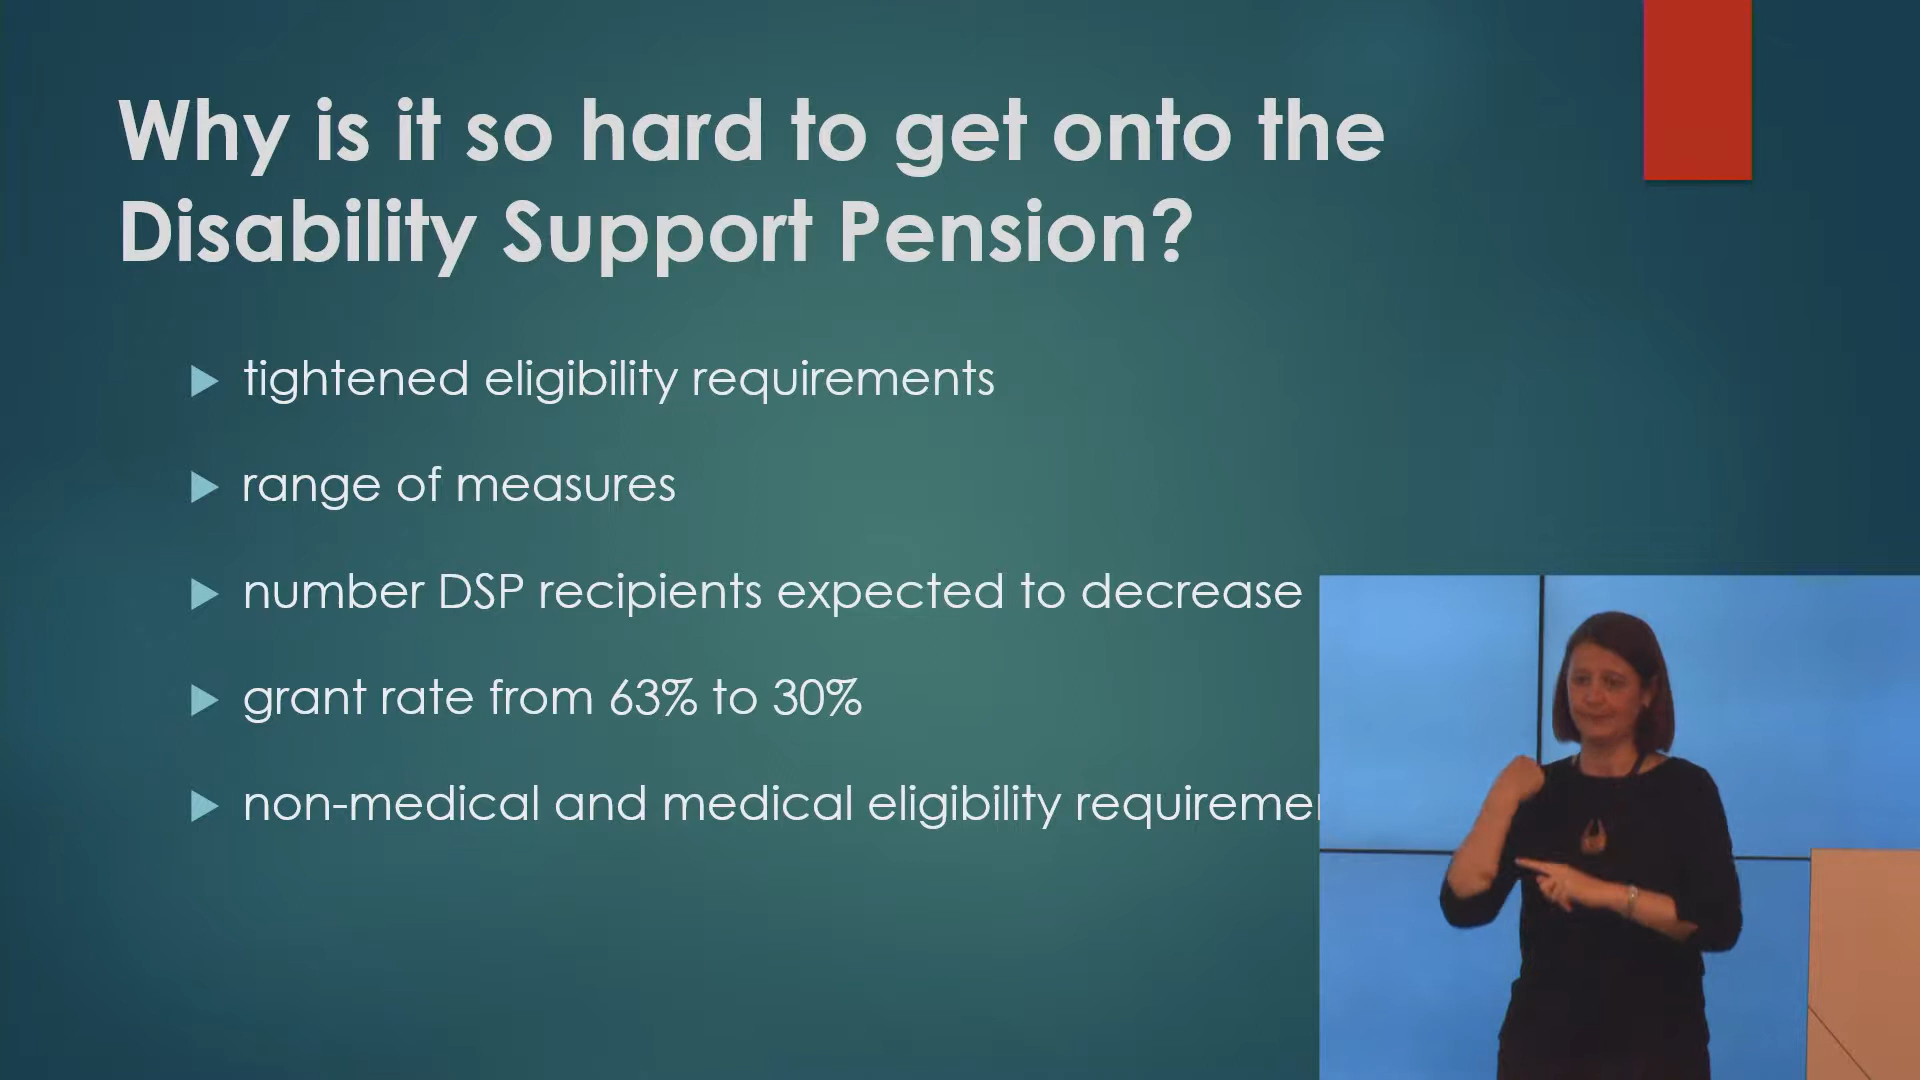 Why is it so hard to get onto the
Disability Support Pension?
tightened eligibility requirements
range of measures
number DSP recipients expected to decrease
grant rate from 63% to 30%
non-medical and medical eligibility